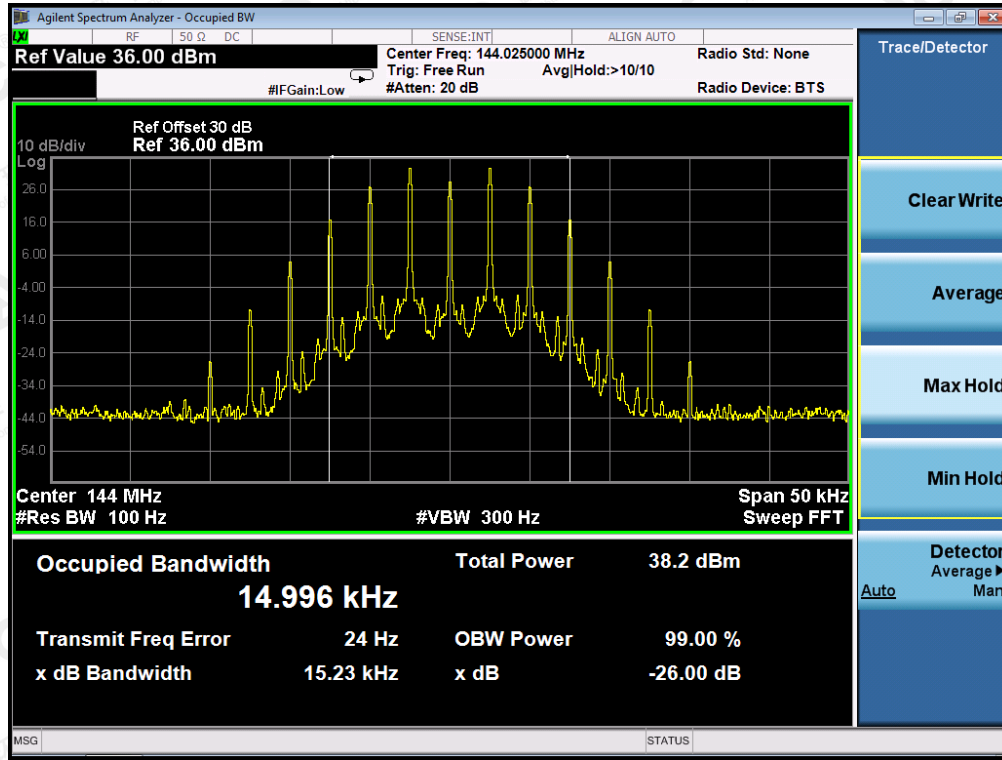 Agilent Spectrum Analyzer - Occupied BW
LXI RF 50 Ω DC SENSE:INT ALIGN AUTO
Ref Value 36.00 dBm
Center Freq: 144.025000 MHz
Radio Std: None
Trig: Free Run Avg|Hold:>10/10
#IFGain:Low
#Atten: 20 dB
Radio Device: BTS
Ref Offset 30 dB
10 dB/div Ref 36.00 dBm
Log
26.0
16.0
6.00
-4.00
-14.0
-24.0
-34.0
-44.0
-54.0
Center 144 MHz
Span 50 kHz
#Res BW 100 Hz
#VBW 300 Hz
Sweep FFT
Occupied Bandwidth
Total Power 38.2 dBm
14.996 kHz
Transmit Freq Error 24 Hz
OBW Power 99.00 %
x dB Bandwidth 15.23 kHz
x dB -26.00 dB
MSG
STATUS
Trace/Detector
Clear Write
Average
Max Hold
Min Hold
Detector
Average
Auto Man